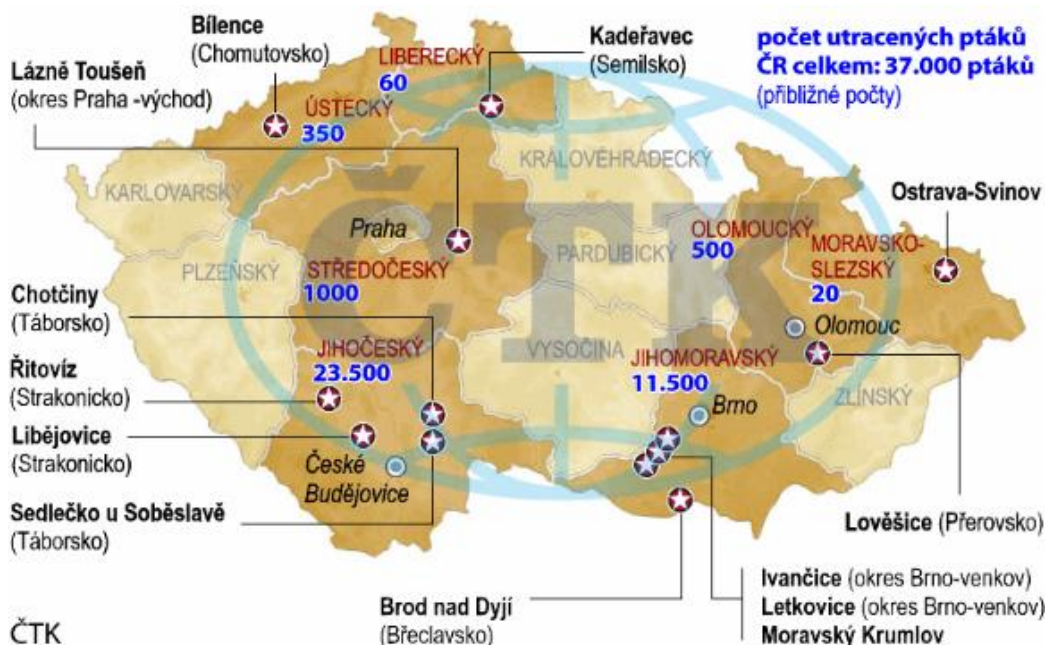 Bílence
(Chomutovsko)
Lázně Toušeň
(okres Praha -východ)
LIBERECKÝ
60
ÚSTECKÝ
350
Kadeřavec
(Semilsko)
počet utracených ptáků
ČR celkem: 37.000 ptáků
(přibližné počty)
KARLOVARSKÝ
KRÁLOVÉHRADECKÝ
Praha
PLZEŇSKÝ
STŘEDOČESKÝ
1000
PARDUBICKÝ
OLOMOUCKÝ
500
MORAVSKO-
SLEZSKÝ
20
Ostrava-Svinov
ČTK
Chotčiny
(Táborsko)
Řitovíz
(Strakonicko)
Libějovice
(Strakonicko)
Sedlečko u Soběslavě
(Táborsko)
JIHOČESKÝ
23.500
České
Budějovice
VYSOČINA
JIHOMORAVSKÝ
11.500
Brno
Olomouc
ZLÍNSKÝ
Lověšice (Přerovsko)
Brod nad Dyjí
(Břeclavsko)
Ivančice (okres Brno-venkov)
Letkovice (okres Brno-venkov)
Moravský Krumlov
ČTK